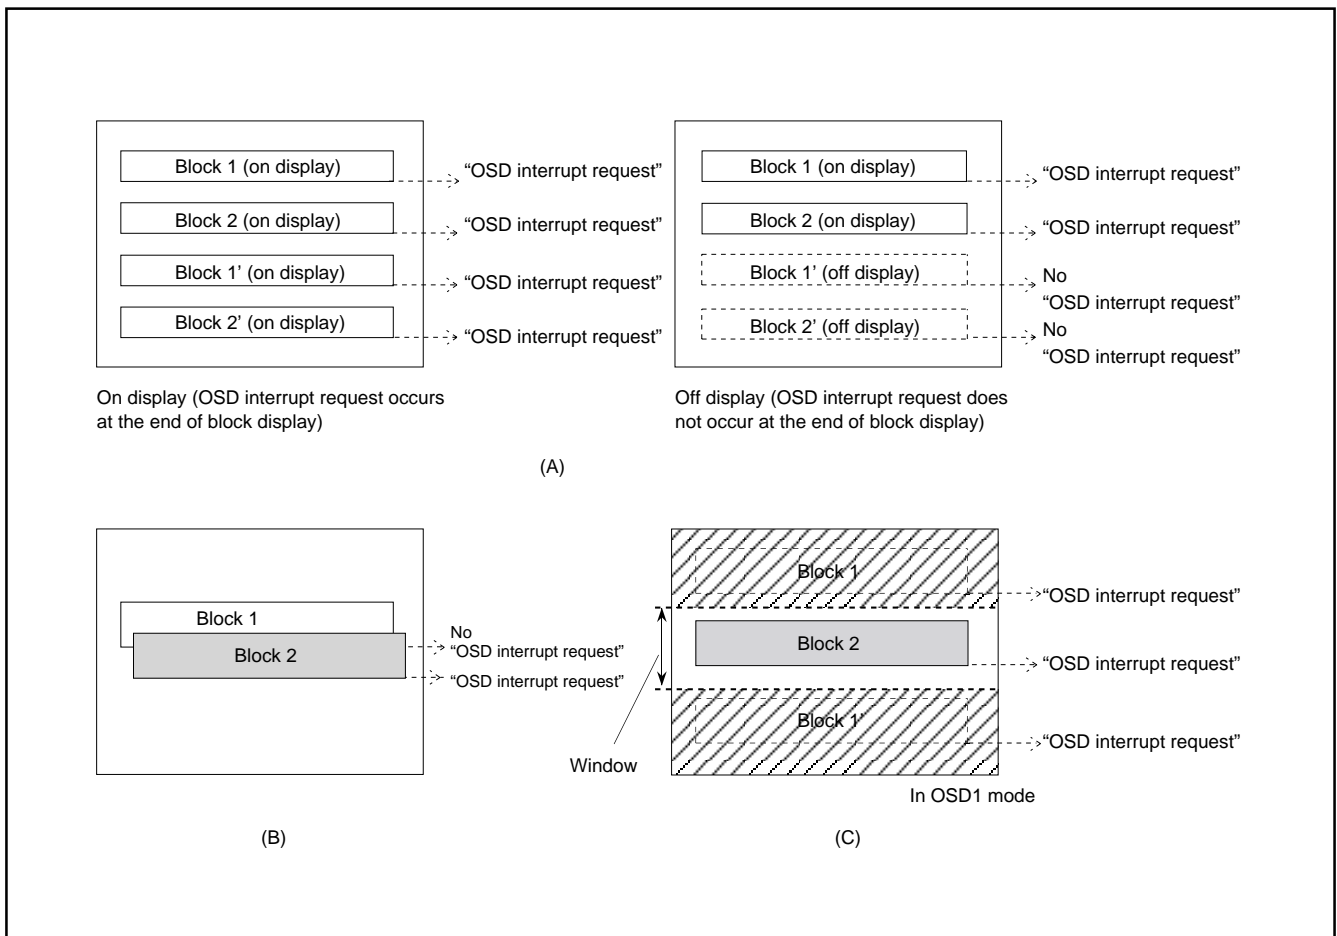 Block 1 (on display)
“OSD interrupt request”
Block 2 (on display)
“OSD interrupt request”
Block 1’ (on display)
“OSD interrupt request”
Block 2’ (on display)
“OSD interrupt request”
On display (OSD interrupt request occurs
at the end of block display)
Block 1 (on display)
“OSD interrupt request”
Block 2 (on display)
“OSD interrupt request”
Block 1’ (off display)
No
“OSD interrupt request”
Block 2’ (off display)
No
“OSD interrupt request”
Off display (OSD interrupt request does
not occur at the end of block display)
(A)
Block 1
Block 2
No
“OSD interrupt request”
“OSD interrupt request”
(B)
Block 1
“OSD interrupt request”
Block 2
“OSD interrupt request”
Block 1’
“OSD interrupt request”
Window
In OSD1 mode
(C)